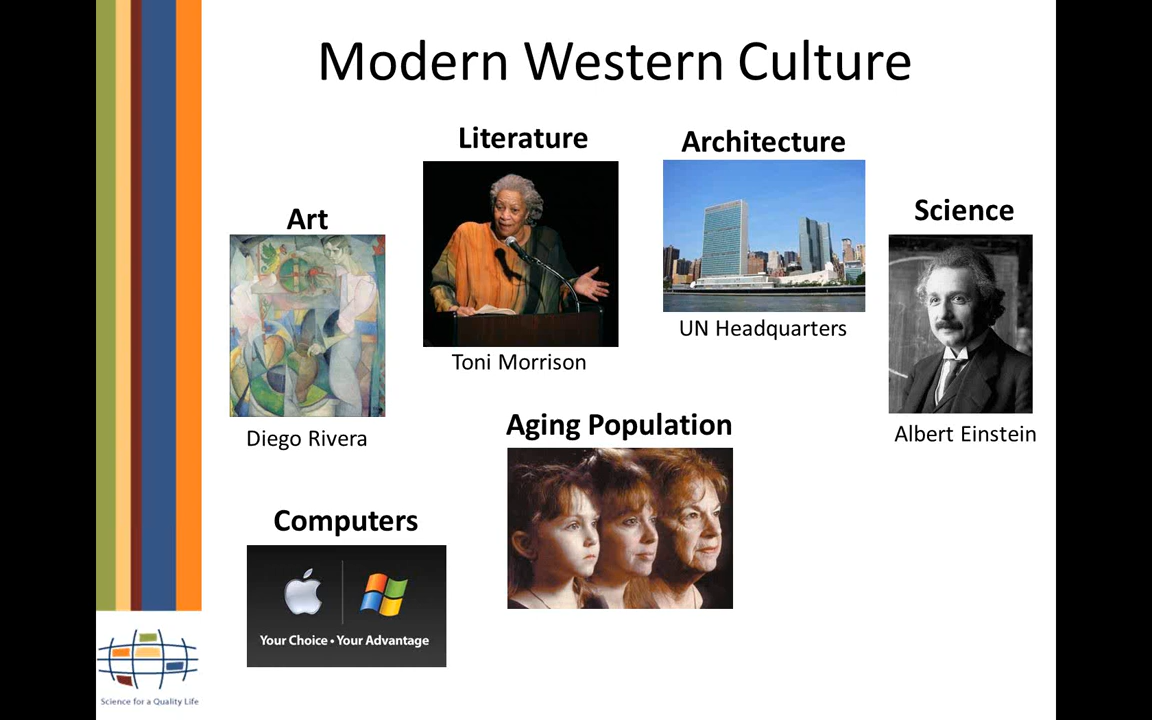 Modern Western Culture
Literature
Architecture
Art
Science
Toni Morrison
UN Headquarters
Diego Rivera
Albert Einstein
Aging Population
Computers
Your Choice • Your Advantage
Science for a Quality Life